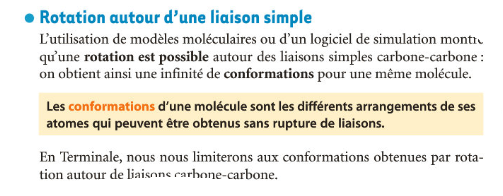 Rotation autour d'une liaison simple
L'utilisation de modèles moléculaires ou d'un logiciel de simulation montre
qu'une rotation est possible autour des liaisons simples carbone-carbone :
on obtient ainsi une infinité de conformations pour une même molécule.
Les conformations d'une molécule sont les différents arrangements de ses
atomes qui peuvent être obtenus sans rupture de liaisons.
En Terminale, nous nous limiterons aux conformations obtenues par rota-
tion autour de liaisons carbone-carbone.